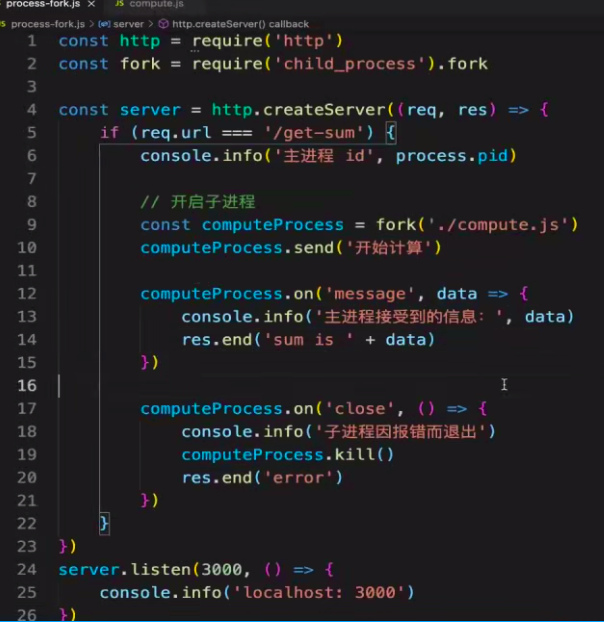 process-fork.js × JS compute.js
JS process-fork.js > server > http.createServer() callback
1 const http = require('http')
2 const fork = require('child_process').fork
3
4 const server = http.createServer((req, res) => {
5 if (req.url === '/get-sum') {
6 console.info('主进程 id', process.pid)
7
8 // 开启子进程
9 const computeProcess = fork('./compute.js')
10 computeProcess.send('开始计算')
11
12 computeProcess.on('message', data => {
13 console.info('主进程接受到的信息：', data)
14 res.end('sum is ' + data)
15 })
16
17 computeProcess.on('close', () => {
18 console.info('子进程因报错而退出')
19 computeProcess.kill()
20 res.end('error')
21 })
22 }
23 })
24 server.listen(3000, () => {
25 console.info('localhost: 3000')
26 })